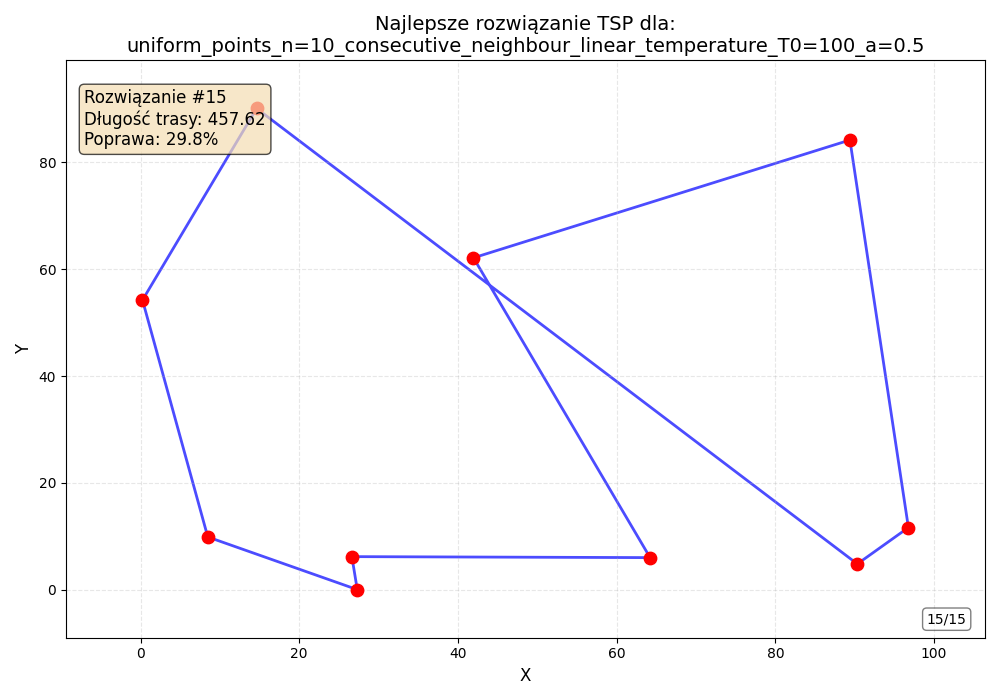 Najlepsze rozwiązanie TSP dla:
uniform_points_n=10_consecutive_neighbour_linear_temperature_T0=100_a=0.5
Rozwiązanie #15
Długość trasy: 457.62
Poprawa: 29.8%
80
60
40
20
0
Y
15/15
0 20 40 60 80 100
X